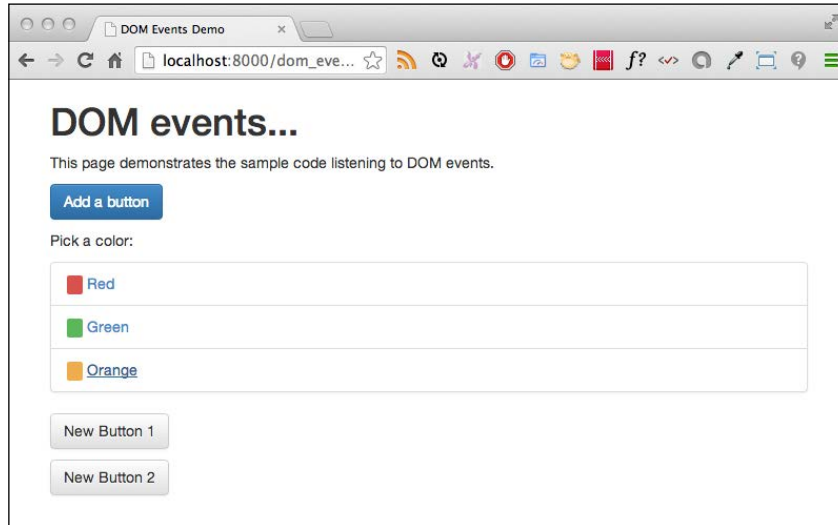 DOM Events Demo
localhost:8000/dom_eve...
f?
DOM events...
This page demonstrates the sample code listening to DOM events.
Add a button
Pick a color:
Red
Green
Orange
New Button 1
New Button 2